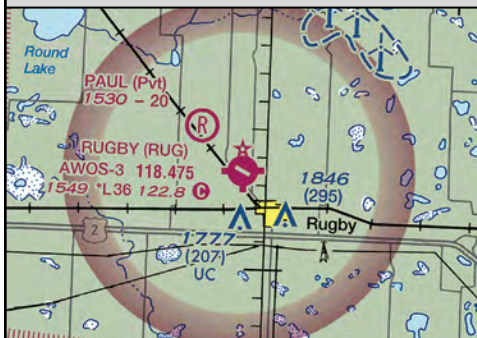 Round
Lake
PAUL (Pvt)
1530 - 20
R
RUGBY (RUG)
AWOS-3 118.475
1549 *L36 122.8 C
1846
(295)
Rugby
2
1777
(207)
UC